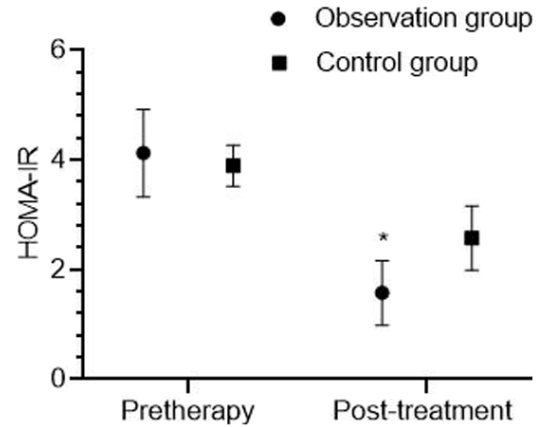 Observation group
Control group
6
4
2
0
HOMA-IR
*
Pretherapy Post-treatment